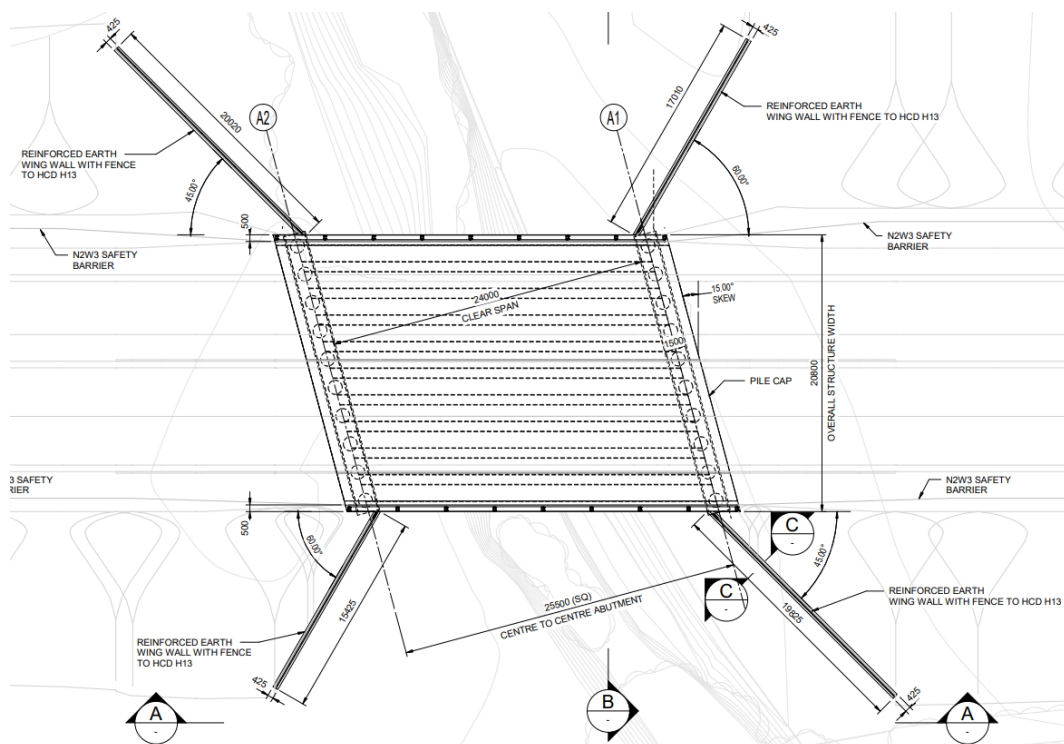 425
20020
A2
REINFORCED EARTH
WING WALL WITH FENCE
TO HCD H13
45.00°
500
N2W3 SAFETY
BARRIER
A1
17010
425
REINFORCED EARTH
WING WALL WITH FENCE TO HCD H13
60.00°
N2W3 SAFETY
BARRIER
24000
CLEAR SPAN
15.00°
SKEW
1500
PILE CAP
20800
OVERALL STRUCTURE WIDTH
3 SAFETY
RIER
500
60.00°
15425
REINFORCED EARTH
WING WALL WITH FENCE
TO HCD H13
425
25500 (SQ)
CENTRE TO CENTRE ABUTMENT
N2W3 SAFETY
BARRIER
C
-
C
-
45.00°
19825
REINFORCED EARTH
WING WALL WITH FENCE TO HCD H13
425
A
-
B
-
A
-